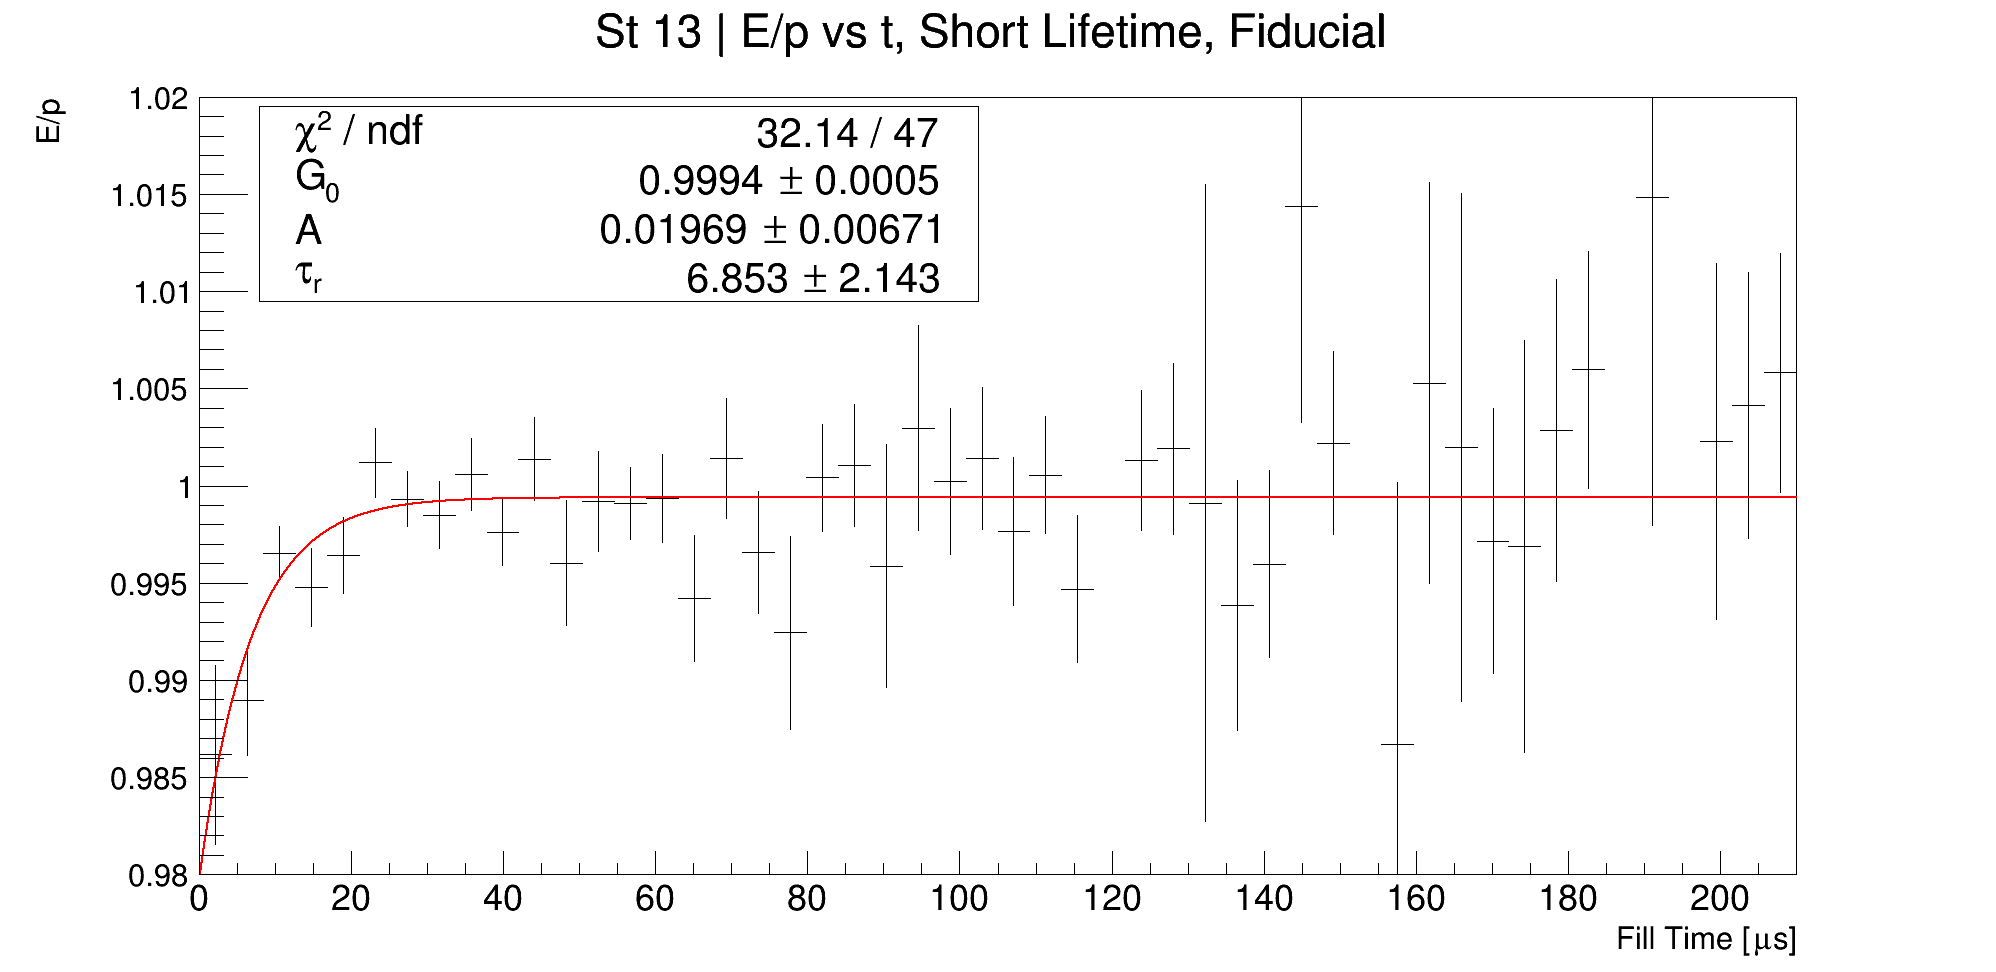 St 13 | E/p vs t, Short Lifetime, Fiducial
E/p
χ² / ndf 32.14 / 47
G₀ 0.9994 ± 0.0005
A 0.01969 ± 0.00671
τᵣ 6.853 ± 2.143
1.02
1.015
1.01
1.005
1
0.995
0.99
0.985
0.98
0 20 40 60 80 100 120 140 160 180 200
Fill Time [μs]